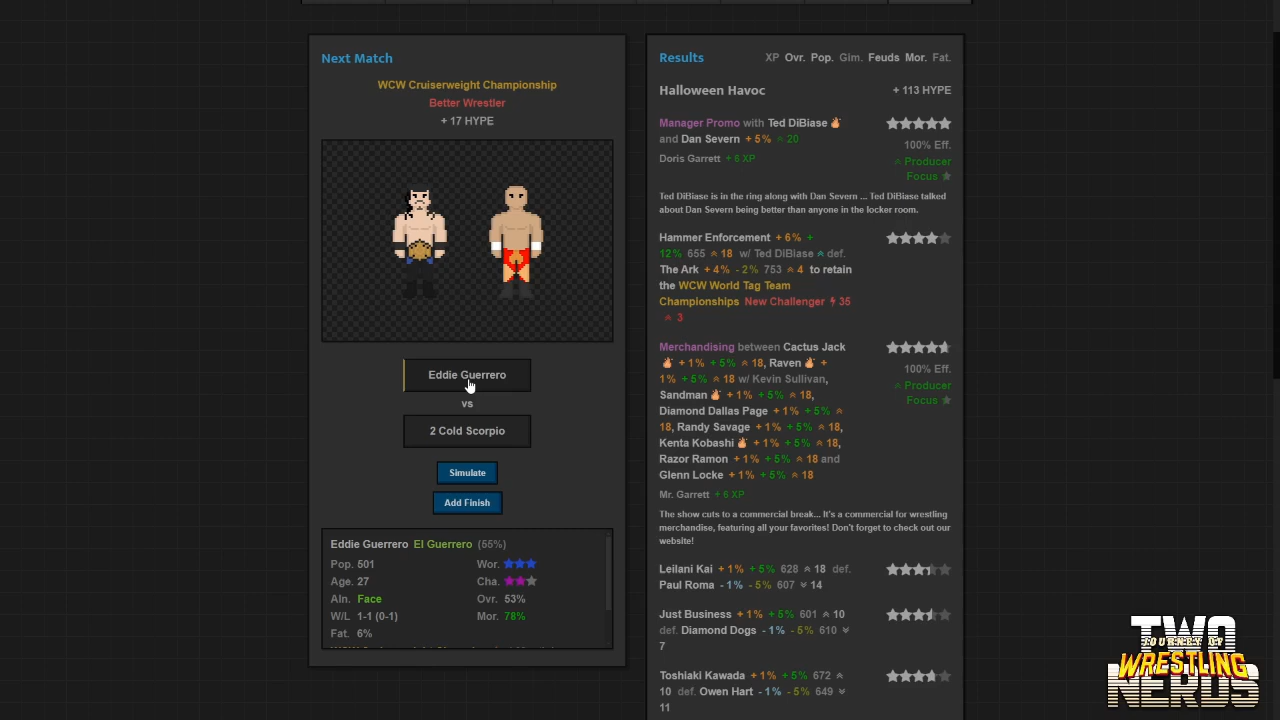 Next Match
WCW Cruiserweight Championship
Better Wrestler
+ 17 HYPE
Eddie Guerrero
vs
2 Cold Scorpio
Simulate
Add Finish
Eddie Guerrero El Guerrero (55%)
Pop. 501 Wor.
Age. 27 Cha.
Aln. Face Ovr. 53%
W/L 1-1 (0-1) Mor. 78%
Fat. 6%
Results XP Ovr. Pop. Gim. Feuds Mor. Fat.
Halloween Havoc + 113 HYPE
Manager Promo with Ted DiBiase
and Dan Severn + 5% 20
100% Eff.
Doris Garrett + 6 XP
Producer
Focus
Ted DiBiase is in the ring along with Dan Severn ... Ted DiBiase talked
about Dan Severn being better than anyone in the locker room.
Hammer Enforcement + 6% +
12% 655 18 w/ Ted DiBiase def.
The Ark + 4% - 2% 753 4 to retain
the WCW World Tag Team
Championships New Challenger 35
3
Merchandising between Cactus Jack
+ 1% + 5% 18, Raven +
1% + 5% 18 w/ Kevin Sullivan,
Sandman + 1% + 5% 18,
Diamond Dallas Page + 1% + 5%
18, Randy Savage + 1% + 5% 18,
Kenta Kobashi + 1% + 5% 18,
Razor Ramon + 1% + 5% 18 and
Glenn Locke + 1% + 5% 18
100% Eff.
Producer
Focus
Mr. Garrett + 6 XP
The show cuts to a commercial break... It's a commercial for wrestling
merchandise, featuring all your favorites! Don't forget to check out our
website!
Leilani Kai + 1% + 5% 628 18 def.
Paul Roma - 1% - 5% 607 14
Just Business + 1% + 5% 601 10
def. Diamond Dogs - 1% - 5% 610
7
Toshiaki Kawada + 1% + 5% 672
10 def. Owen Hart - 1% - 5% 649
11
TWO
JOURNEY OF
WRESTLING
NERDS